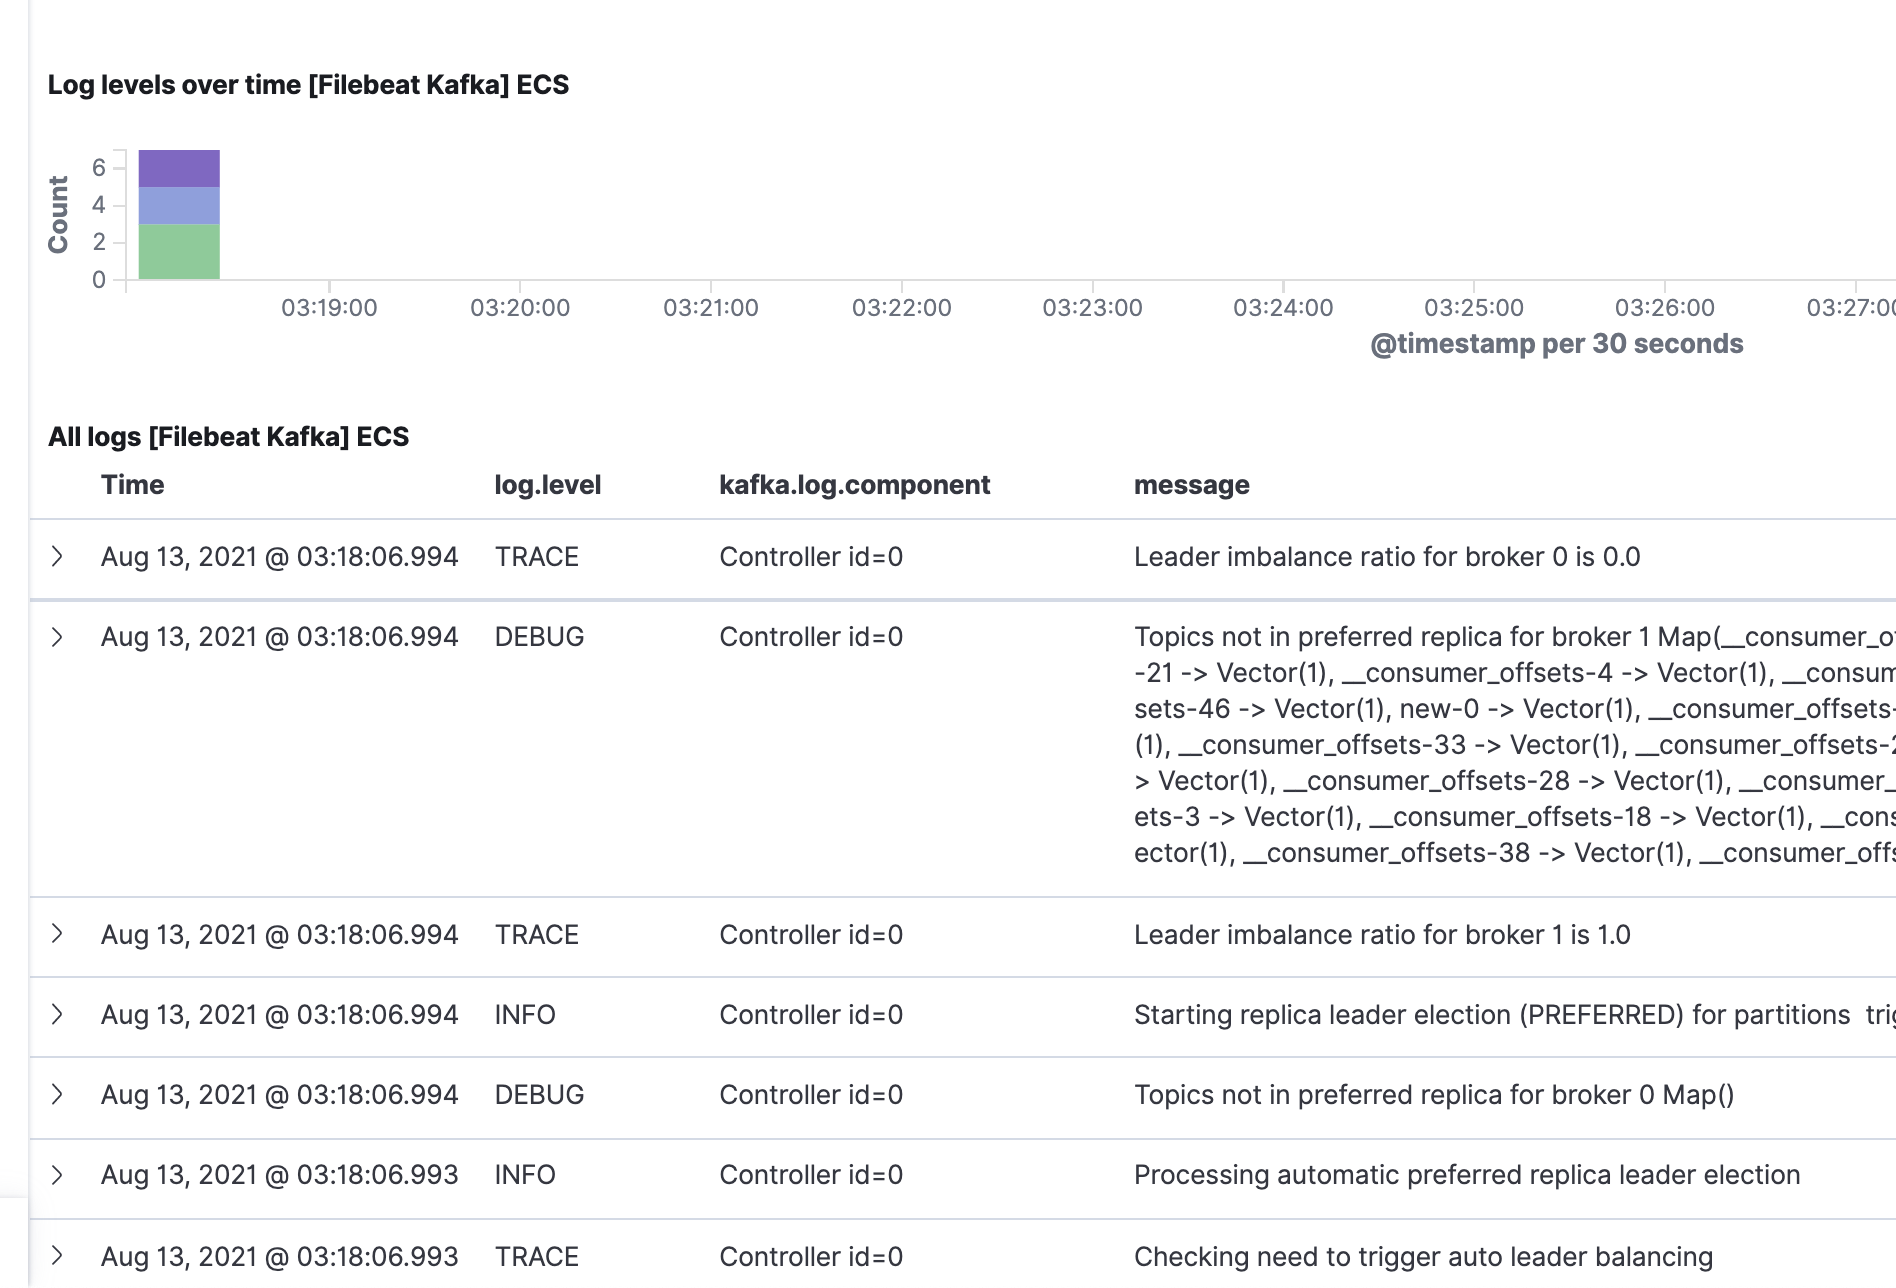 Log levels over time [Filebeat Kafka] ECS
Count
6
4
2
0
03:19:00 03:20:00 03:21:00 03:22:00 03:23:00 03:24:00 03:25:00 03:26:00 03:27:00
@timestamp per 30 seconds
All logs [Filebeat Kafka] ECS
Time log.level kafka.log.component message
Aug 13, 2021 @ 03:18:06.994 TRACE Controller id=0 Leader imbalance ratio for broker 0 is 0.0
Aug 13, 2021 @ 03:18:06.994 DEBUG Controller id=0 Topics not in preferred replica for broker 1 Map(__consumer_o
-21 -> Vector(1), __consumer_offsets-4 -> Vector(1), __consum
sets-46 -> Vector(1), new-0 -> Vector(1), __consumer_offsets-
(1), __consumer_offsets-33 -> Vector(1), __consumer_offsets-2
> Vector(1), __consumer_offsets-28 -> Vector(1), __consumer_
ets-3 -> Vector(1), __consumer_offsets-18 -> Vector(1), __cons
ector(1), __consumer_offsets-38 -> Vector(1), __consumer_offs
Aug 13, 2021 @ 03:18:06.994 TRACE Controller id=0 Leader imbalance ratio for broker 1 is 1.0
Aug 13, 2021 @ 03:18:06.994 INFO Controller id=0 Starting replica leader election (PREFERRED) for partitions trig
Aug 13, 2021 @ 03:18:06.994 DEBUG Controller id=0 Topics not in preferred replica for broker 0 Map()
Aug 13, 2021 @ 03:18:06.993 INFO Controller id=0 Processing automatic preferred replica leader election
Aug 13, 2021 @ 03:18:06.993 TRACE Controller id=0 Checking need to trigger auto leader balancing